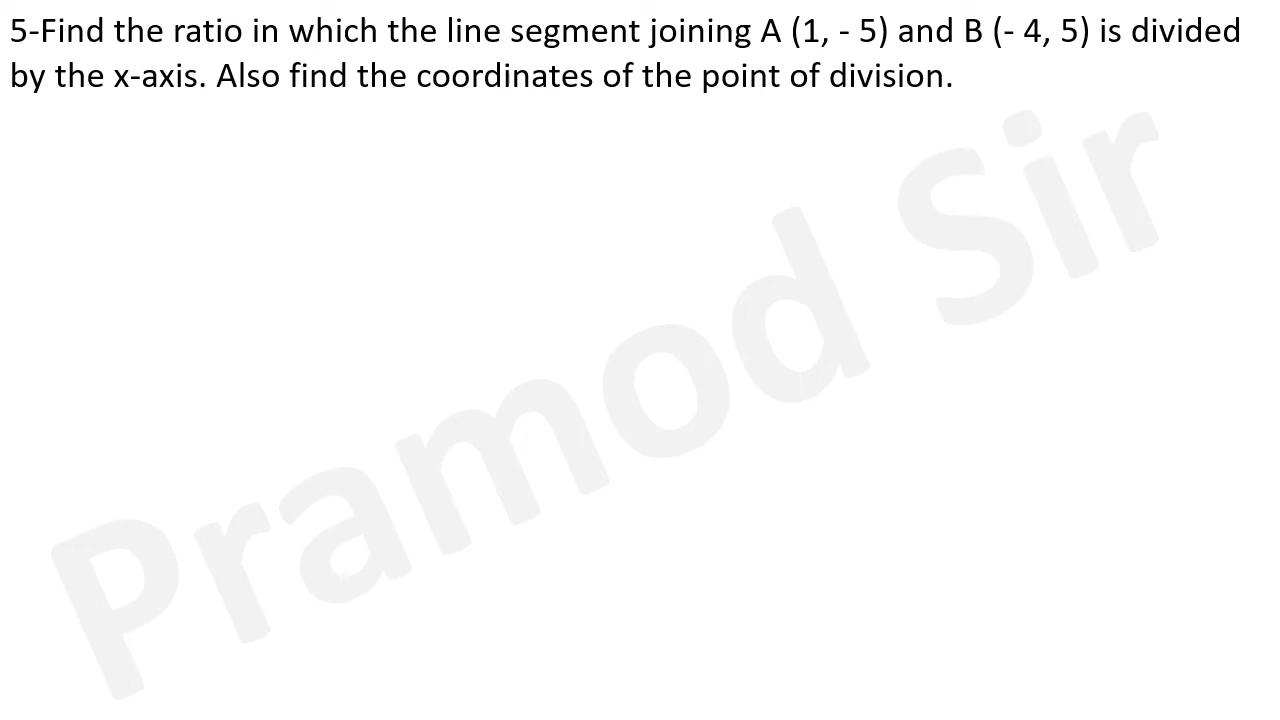 5-Find the ratio in which the line segment joining A (1, - 5) and B (- 4, 5) is divided
by the x-axis. Also find the coordinates of the point of division.
Pramod Sir